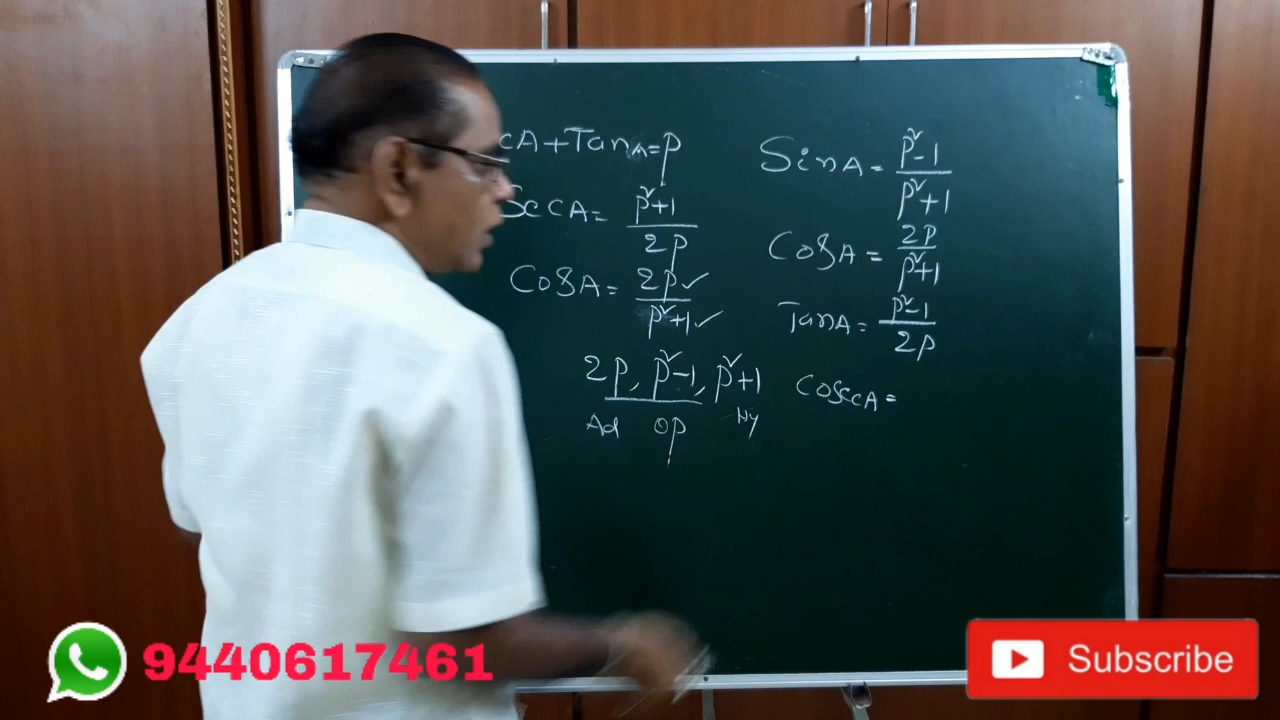 cA+TanA=p
SecA= p²+1
2p
CosA= 2p✓
p²+1✓
2p, p²-1, p²+1
Ad op Hy
SinA= p²-1
p²+1
CosA= 2p
p²+1
TanA= p²-1
2p
CosecA=
9440617461
Subscribe